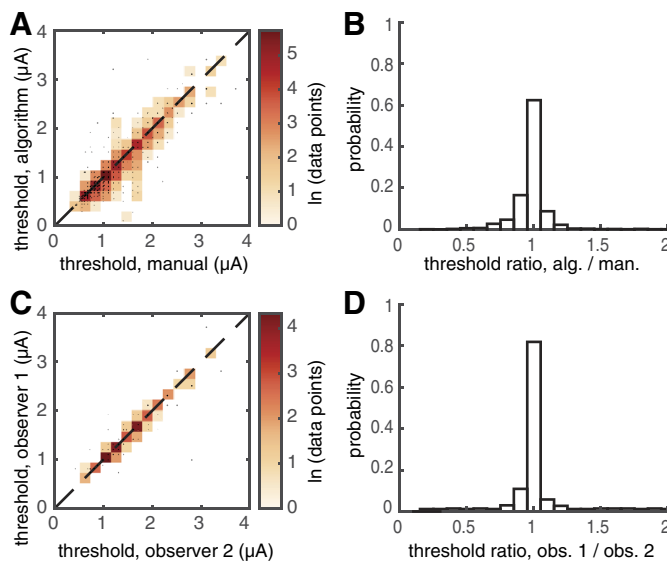 A
threshold, algorithm (µA)
4
3
2
1
0
0 1 2 3 4
threshold, manual (µA)
5
4
3
2
1
0
ln (data points)
B
probability
1
0.8
0.6
0.4
0.2
0
0.5 1 1.5 2
threshold ratio, alg. / man.
C
threshold, observer 1 (µA)
4
3
2
1
0
0 1 2 3 4
threshold, observer 2 (µA)
4
3
2
1
0
ln (data points)
D
probability
1
0.8
0.6
0.4
0.2
0
0 0.5 1 1.5 2
threshold ratio, obs. 1 / obs. 2